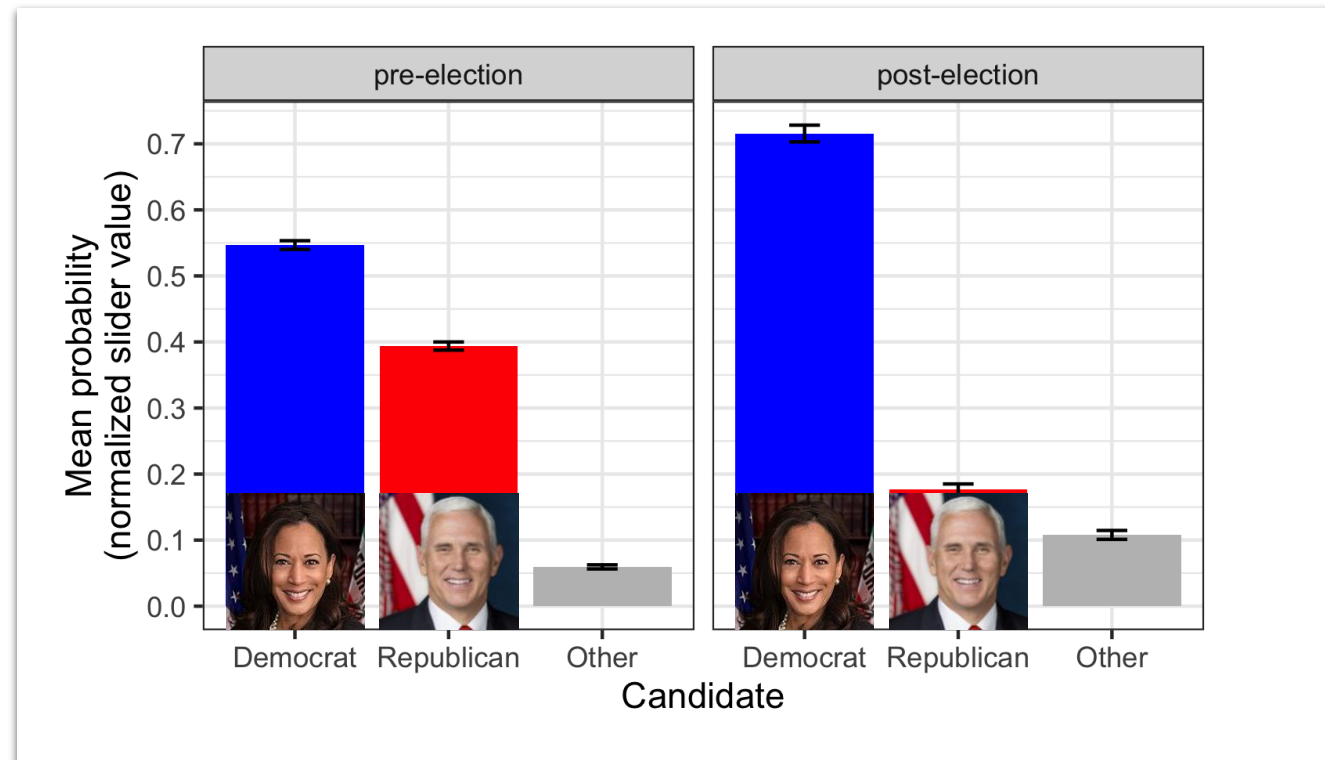 pre-election
post-election
Mean probability
(normalized slider value)
0.7
0.6
0.5
0.4
0.3
0.2
0.1
0.0
Democrat Republican Other
Democrat Republican Other
Candidate